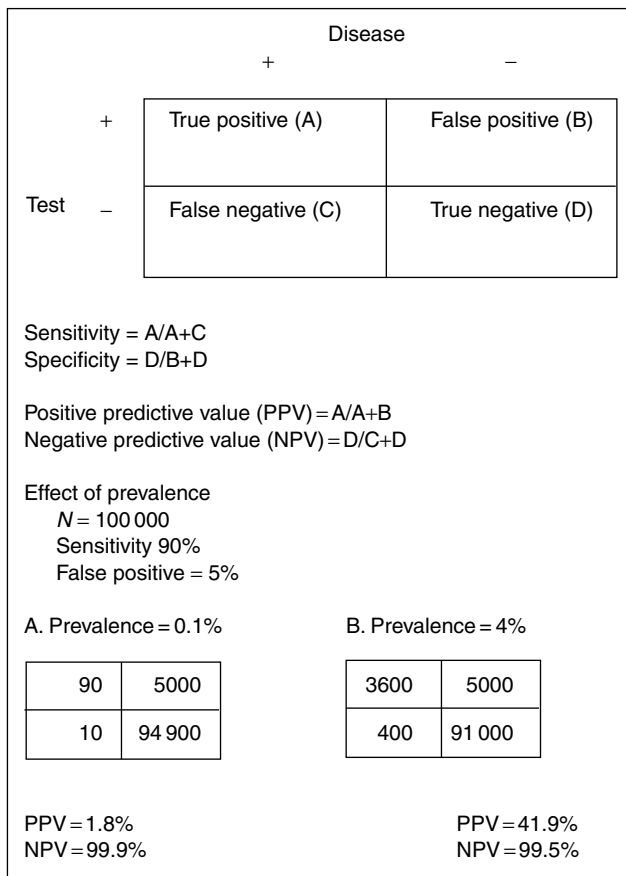 Disease
+ −
+ True positive (A) False positive (B)
Test − False negative (C) True negative (D)
Sensitivity = A/A+C
Specificity = D/B+D
Positive predictive value (PPV) = A/A+B
Negative predictive value (NPV) = D/C+D
Effect of prevalence
N = 100 000
Sensitivity 90%
False positive = 5%
A. Prevalence = 0.1% B. Prevalence = 4%
90 5000 3600 5000
10 94 900 400 91 000
PPV = 1.8% PPV = 41.9%
NPV = 99.9% NPV = 99.5%